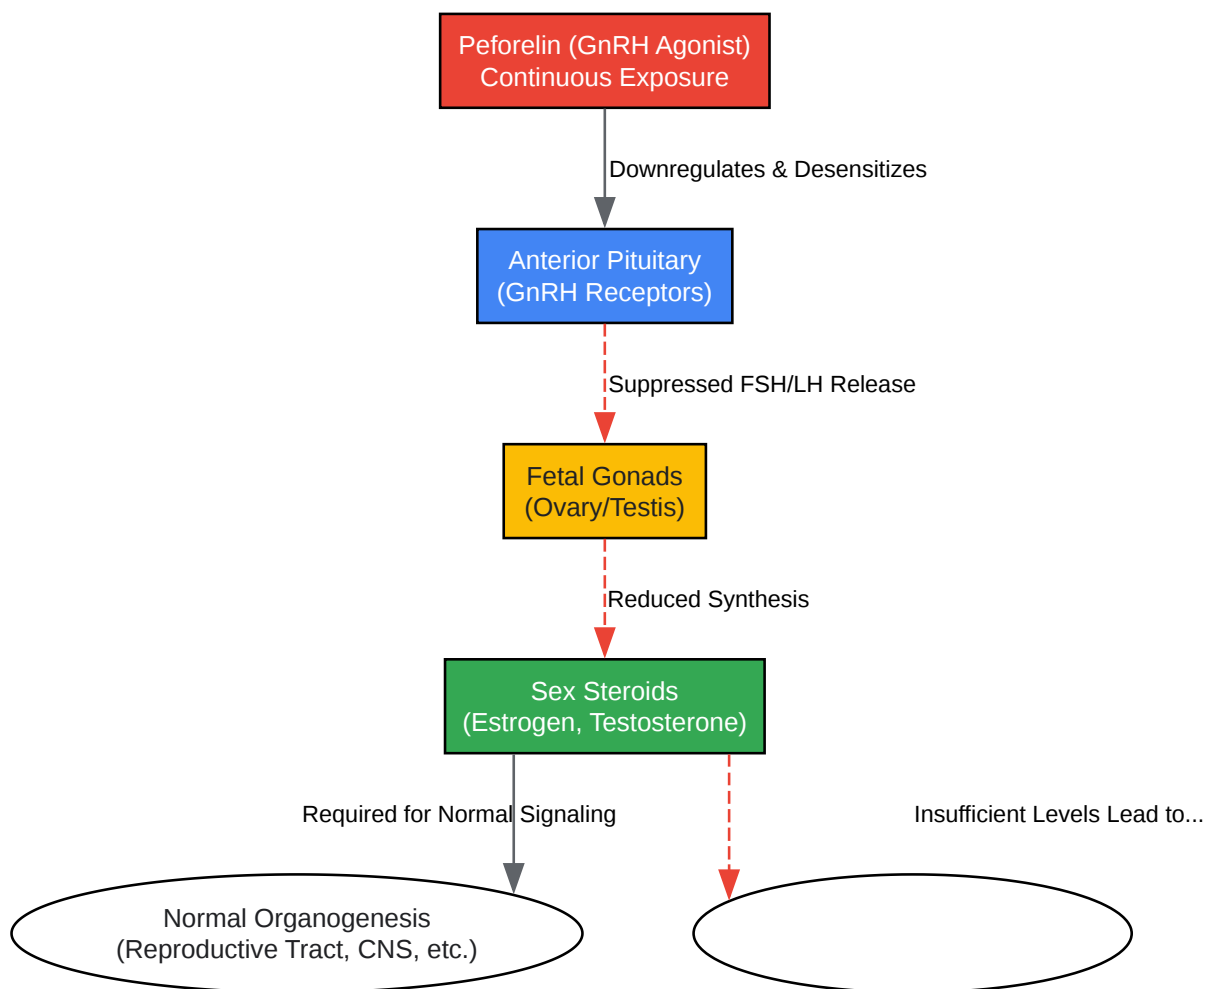 Peforelin (GnRH Agonist)
Continuous Exposure
Downregulates & Desensitizes
Anterior Pituitary
(GnRH Receptors)
Suppressed FSH/LH Release
Fetal Gonads
(Ovary/Testis)
Reduced Synthesis
Sex Steroids
(Estrogen, Testosterone)
Required for Normal Signaling
Insufficient Levels Lead to...
Normal Organogenesis
(Reproductive Tract, CNS, etc.)